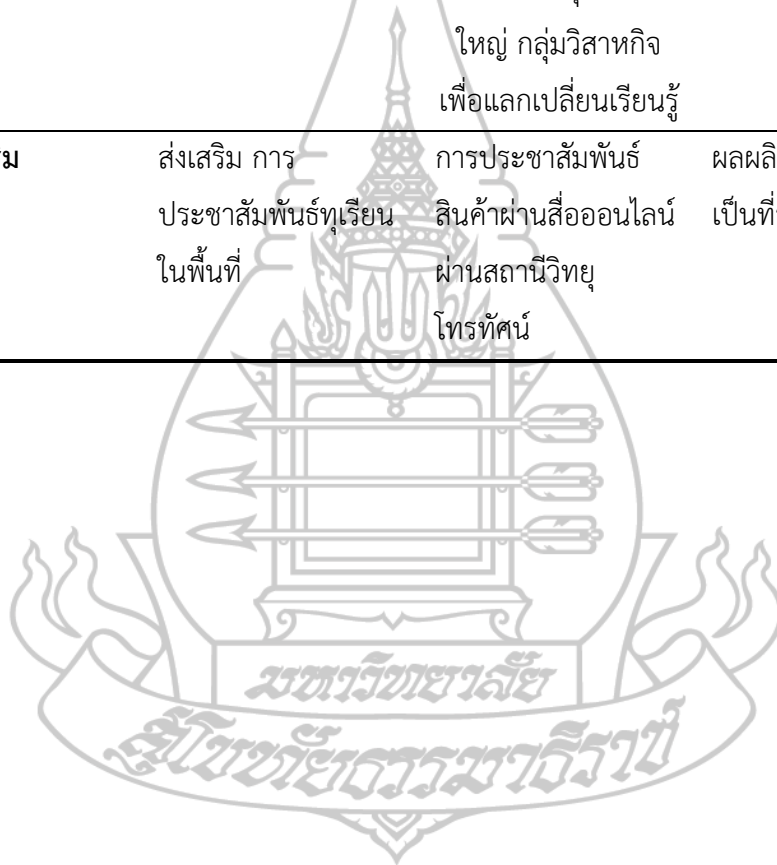 ใหญ่ กลุ่มวิสาหกิจ
เพื่อแลกเปลี่ยนเรียนรู้
ส่งเสริม การ
ประชาสัมพันธ์ทุเรียน
ในพื้นที่
การประชาสัมพันธ์
สินค้าผ่านสื่อออนไลน์
ผ่านสถานีวิทยุ
โทรทัศน์
มหาวิทยาลัย
สุโขทัยธรรมาธิราช